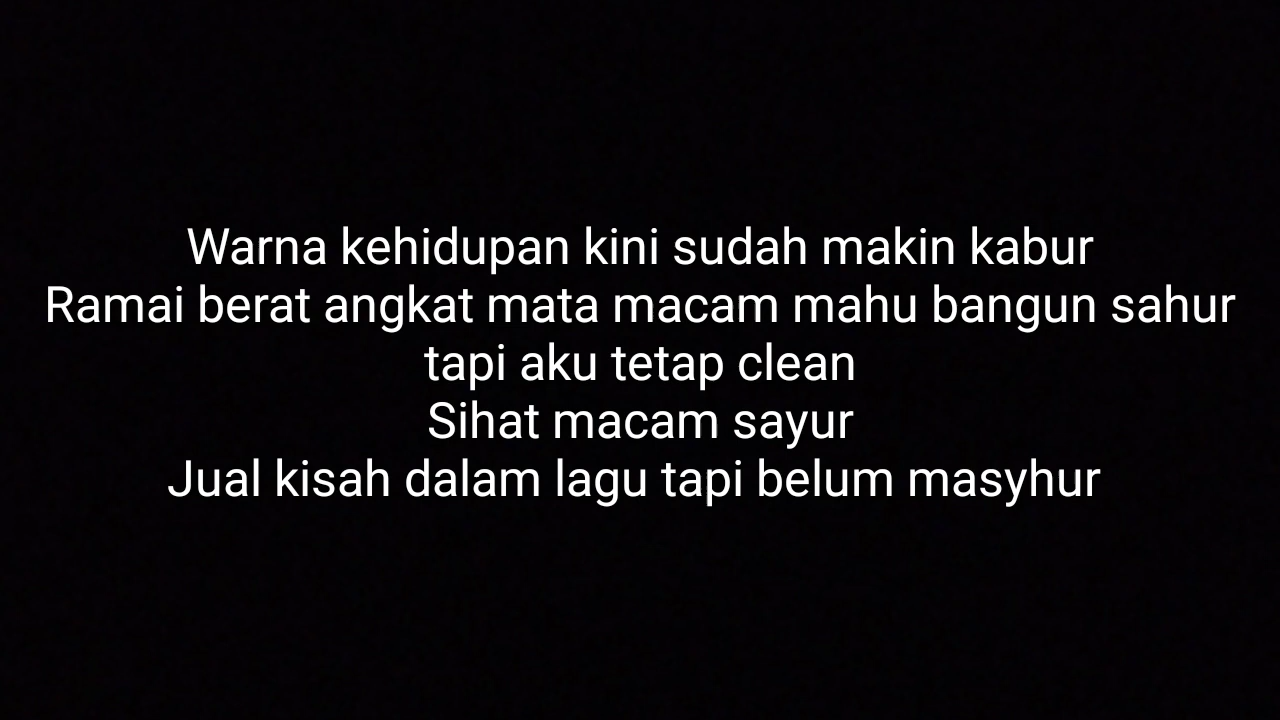 Warna kehidupan kini sudah makin kabur
Ramai berat angkat mata macam mahu bangun sahur
tapi aku tetap clean
Sihat macam sayur
Jual kisah dalam lagu tapi belum masyhur